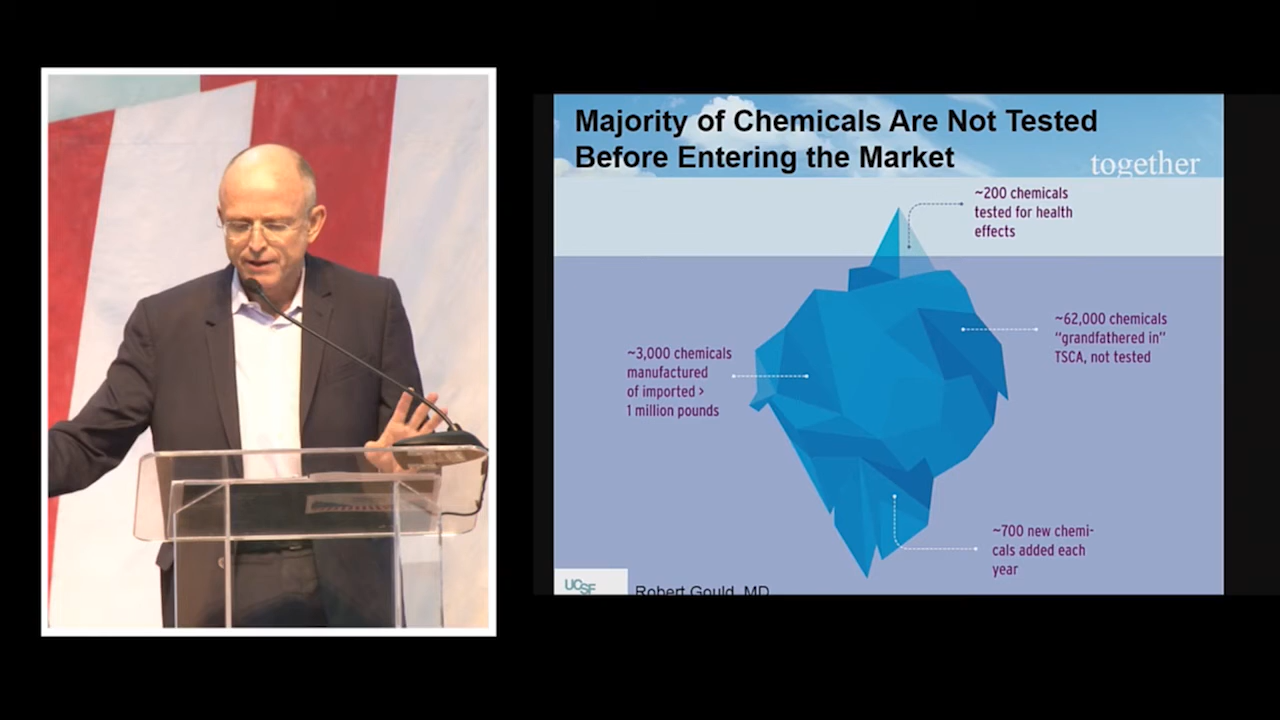 Majority of Chemicals Are Not Tested
Before Entering the Market
together
~200 chemicals
tested for health
effects
~62,000 chemicals
“grandfathered in”
TSCA, not tested
~3,000 chemicals
manufactured
of imported >
1 million pounds
~700 new chemi-
cals added each
year
UCSF
Robert Gould, MD